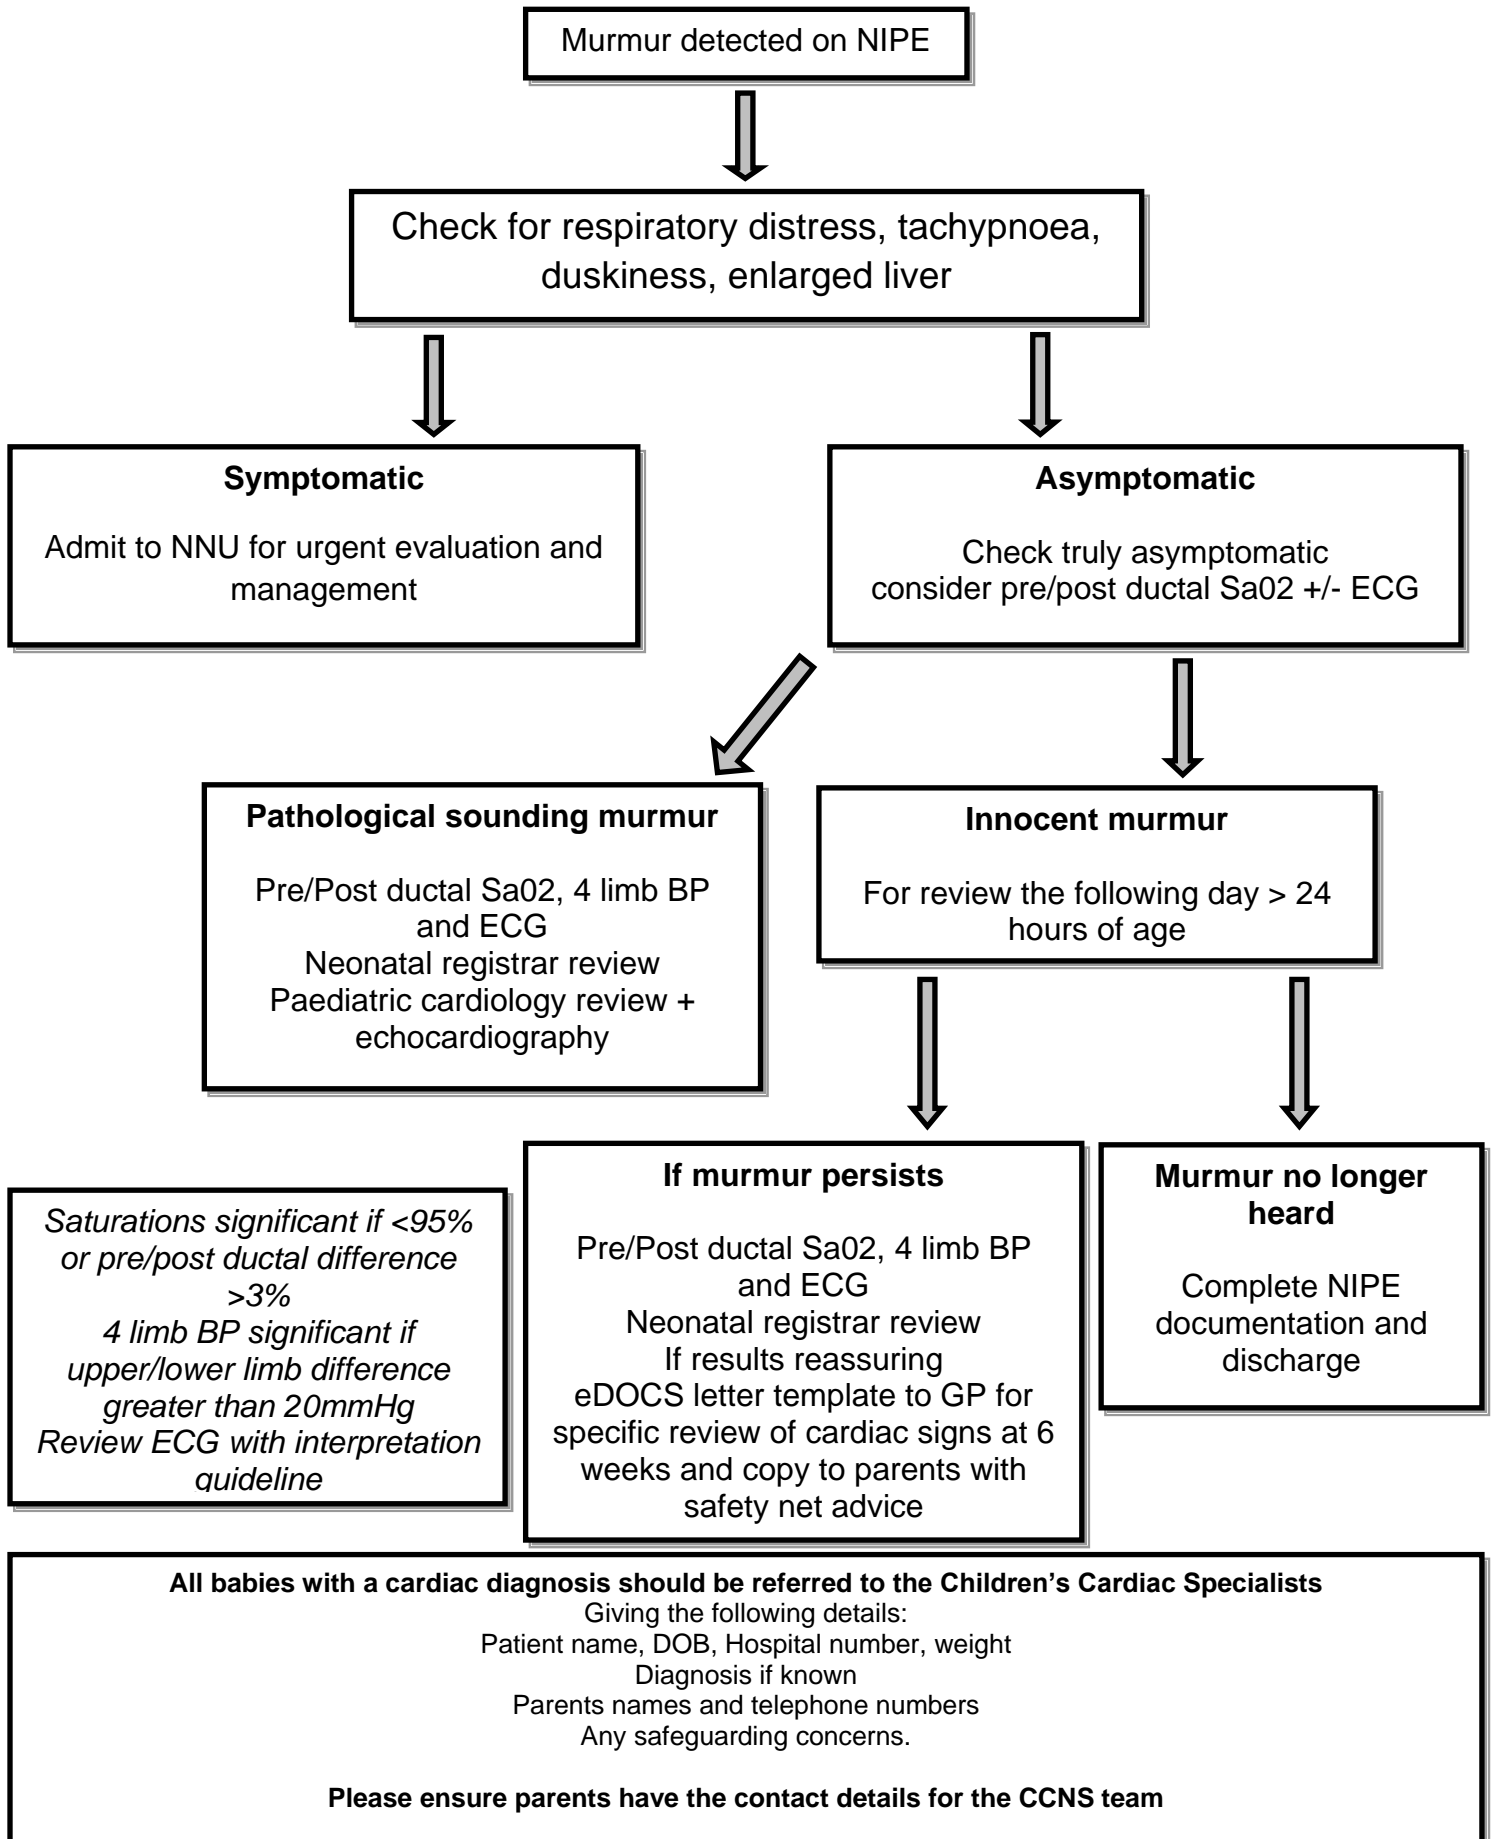 Murmur detected on NIPE
Check for respiratory distress, tachypnoea,
duskiness, enlarged liver
Symptomatic
Admit to NNU for urgent evaluation and
management
Asymptomatic
Check truly asymptomatic
consider pre/post ductal Sa02 +/- ECG
Pathological sounding murmur
Pre/Post ductal Sa02, 4 limb BP
and ECG
Neonatal registrar review
Paediatric cardiology review +
echocardiography
Innocent murmur
For review the following day > 24
hours of age
Saturations significant if <95%
or pre/post ductal difference
>3%
4 limb BP significant if
upper/lower limb difference
greater than 20mmHg
Review ECG with interpretation
guideline
If murmur persists
Pre/Post ductal Sa02, 4 limb BP
and ECG
Neonatal registrar review
If results reassuring
eDOCS letter template to GP for
specific review of cardiac signs at 6
weeks and copy to parents with
safety net advice
Murmur no longer
heard
Complete NIPE
documentation and
discharge
All babies with a cardiac diagnosis should be referred to the Children's Cardiac Specialists
Giving the following details:
Patient name, DOB, Hospital number, weight
Diagnosis if known
Parents names and telephone numbers
Any safeguarding concerns.
Please ensure parents have the contact details for the CCNS team